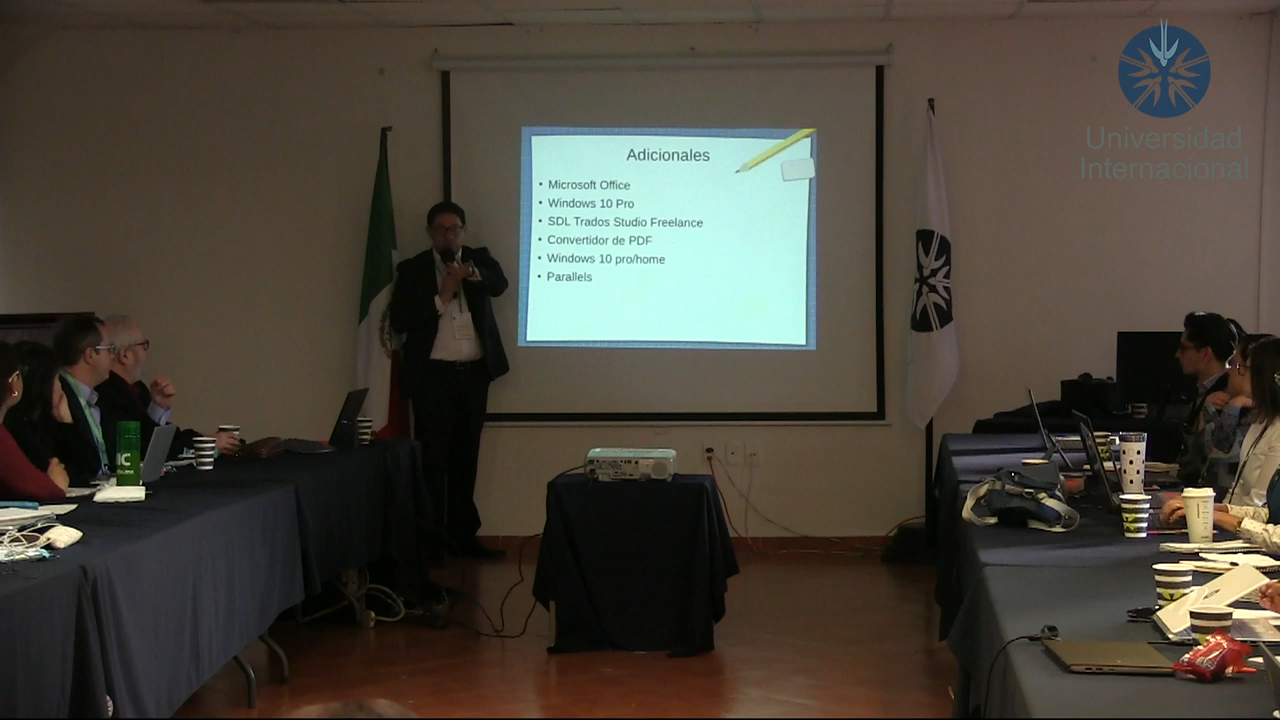 Universidad
Internacional
Adicionales
• Microsoft Office
• Windows 10 Pro
• SDL Trados Studio Freelance
• Convertidor de PDF
• Windows 10 pro/home
• Parallels